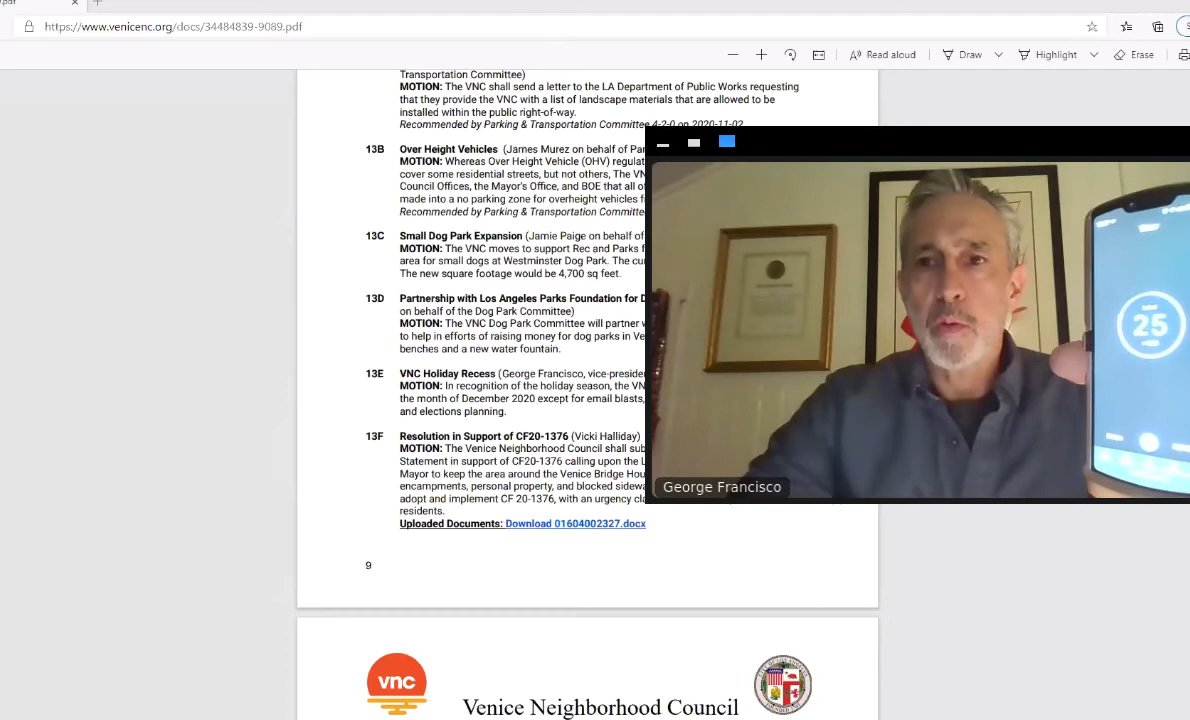 .pdf
https://www.venicenc.org/docs/34484839-9089.pdf
Read aloud
Draw
Highlight
Erase
Transportation Committee)
MOTION: The VNC shall send a letter to the LA Department of Public Works requesting
that they provide the VNC with a list of landscape materials that are allowed to be
installed within the public right-of-way.
Recommended by Parking & Transportation Committee 4-2-0 on 2020-11-02
13B Over Height Vehicles (James Murez on behalf of Par
MOTION: Whereas Over Height Vehicle (OHV) regulat
cover some residential streets, but not others, The VN
Council Offices, the Mayor's Office, and BOE that all of
made into a no parking zone for overheight vehicles f
Recommended by Parking & Transportation Committe
13C Small Dog Park Expansion (Jamie Paige on behalf of
MOTION: The VNC moves to support Rec and Parks f
area for small dogs at Westminster Dog Park. The cu
The new square footage would be 4,700 sq feet.
13D Partnership with Los Angeles Parks Foundation for D
on behalf of the Dog Park Committee)
MOTION: The VNC Dog Park Committee will partner w
to help in efforts of raising money for dog parks in Ve
benches and a new water fountain.
13E VNC Holiday Recess (George Francisco, vice-preside
MOTION: In recognition of the holiday season, the VN
the month of December 2020 except for email blasts,
and elections planning.
13F Resolution in Support of CF20-1376 (Vicki Halliday)
MOTION: The Venice Neighborhood Council shall sub
Statement in support of CF20-1376 calling upon the L
Mayor to keep the area around the Venice Bridge Hou
encampments, personal property, and blocked sidew
adopt and implement CF 20-1376, with an urgency cla
residents.
Uploaded Documents: Download 01604002327.docx
9
vnc
Venice Neighborhood Council
25
George Francisco